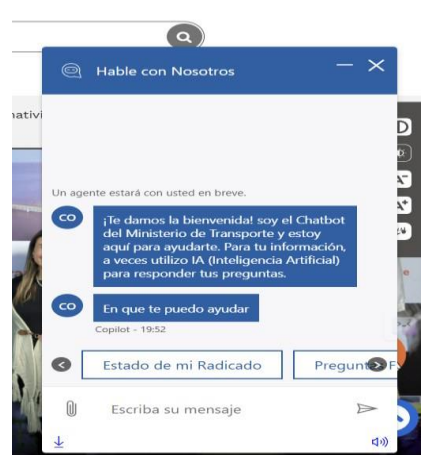 Hable con Nosotros
Un agente estará con usted en breve.
CO
¡Te damos la bienvenida! soy el Chatbot
del Ministerio de Transporte y estoy
aquí para ayudarte. Para tu información,
a veces utilizo IA (Inteligencia Artificial)
para responder tus preguntas.
CO
En que te puedo ayudar
Copilot - 19:52
Estado de mi Radicado
Escriba su mensaje